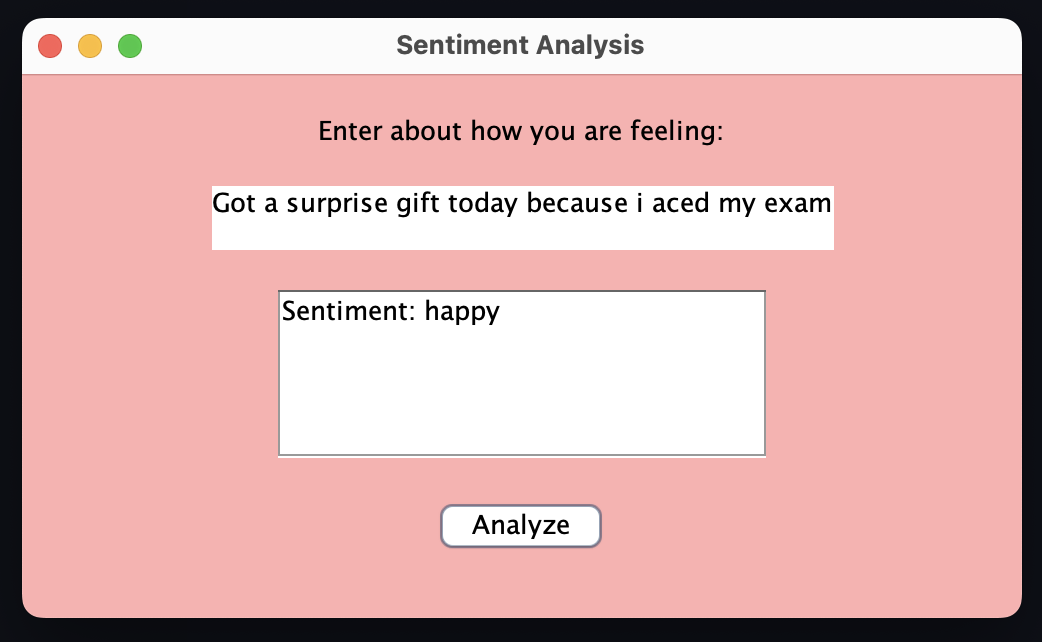 Sentiment Analysis
Enter about how you are feeling:
Got a surprise gift today because i aced my exam
Sentiment: happy
Analyze